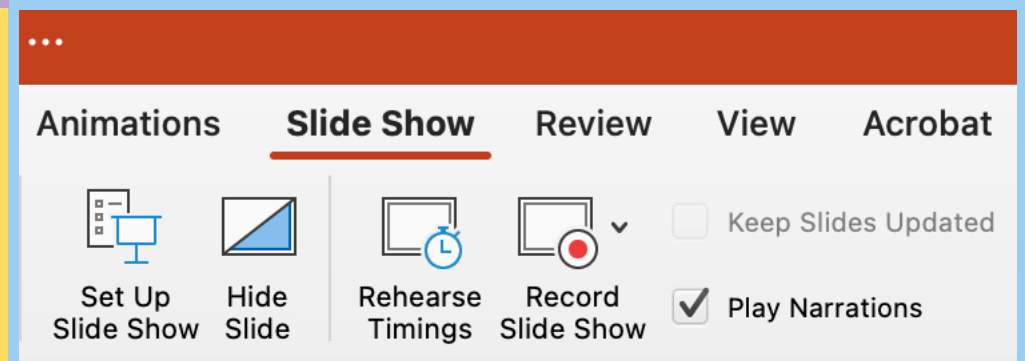 ...
Animations Slide Show Review View Acrobat
Keep Slides Updated
Set Up Hide Rehearse Record Play Narrations
Slide Show Slide Timings Slide Show